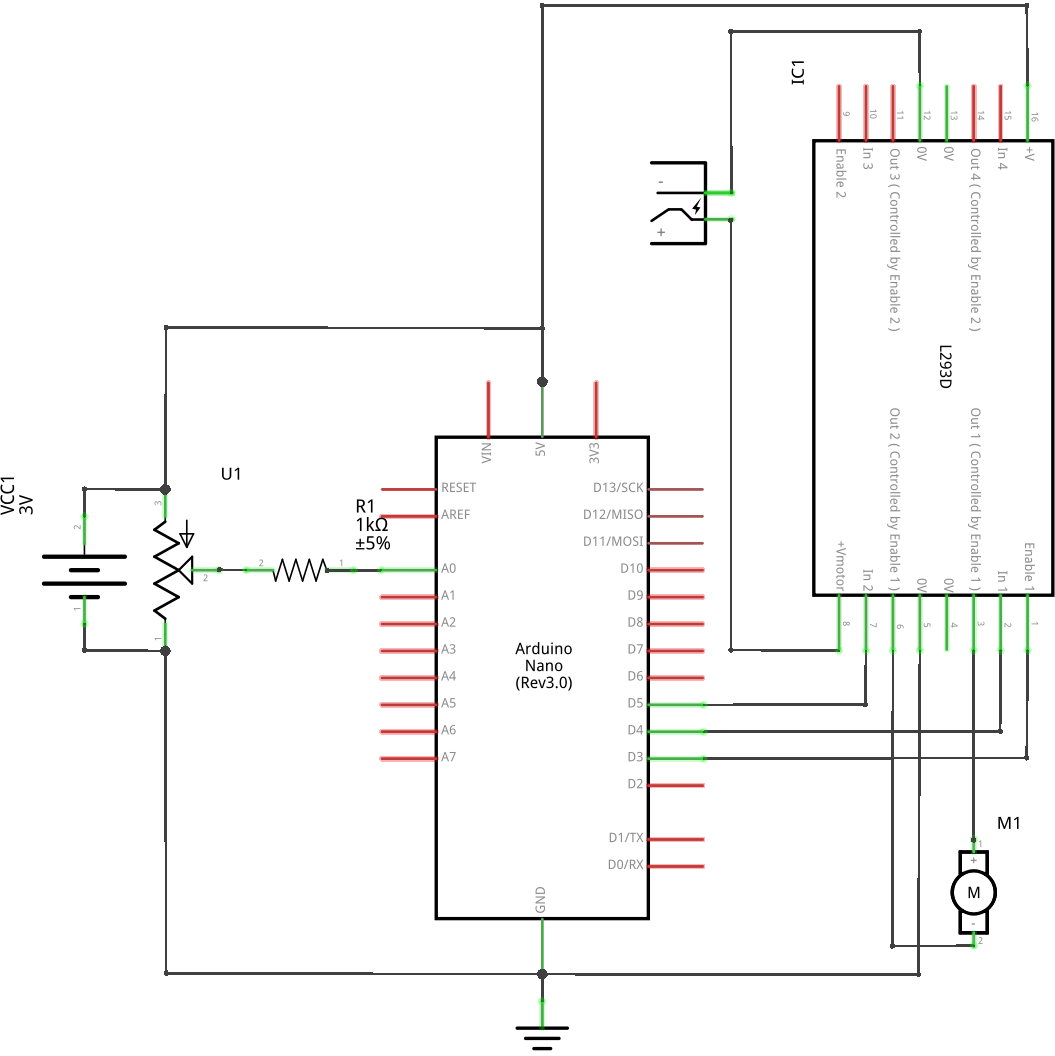 IC1
9
10
11
12
13
14
15
16
Enable 2
In 3
Out 3 ( Controlled by Enable 2 )
0V
0V
Out 4 ( Controlled by Enable 2 )
In 4
+V
-
+
L293D
VIN
5V
3V3
VCC1
3V
U1
R1
1kΩ
±5%
2
3
2
2
1
1
1
RESET
AREF
A0
A1
A2
A3
A4
A5
A6
A7
D13/SCK
D12/MISO
D11/MOSI
D10
D9
D8
D7
D6
D5
D4
D3
D2
D1/TX
D0/RX
Arduino
Nano
(Rev3.0)
GND
+Vmotor
In 2
Out 2 ( Controlled by Enable 1 )
0V
0V
Out 1 ( Controlled by Enable 1 )
In 1
Enable 1
8
7
6
5
4
3
2
1
M1
1
+
M
-
2